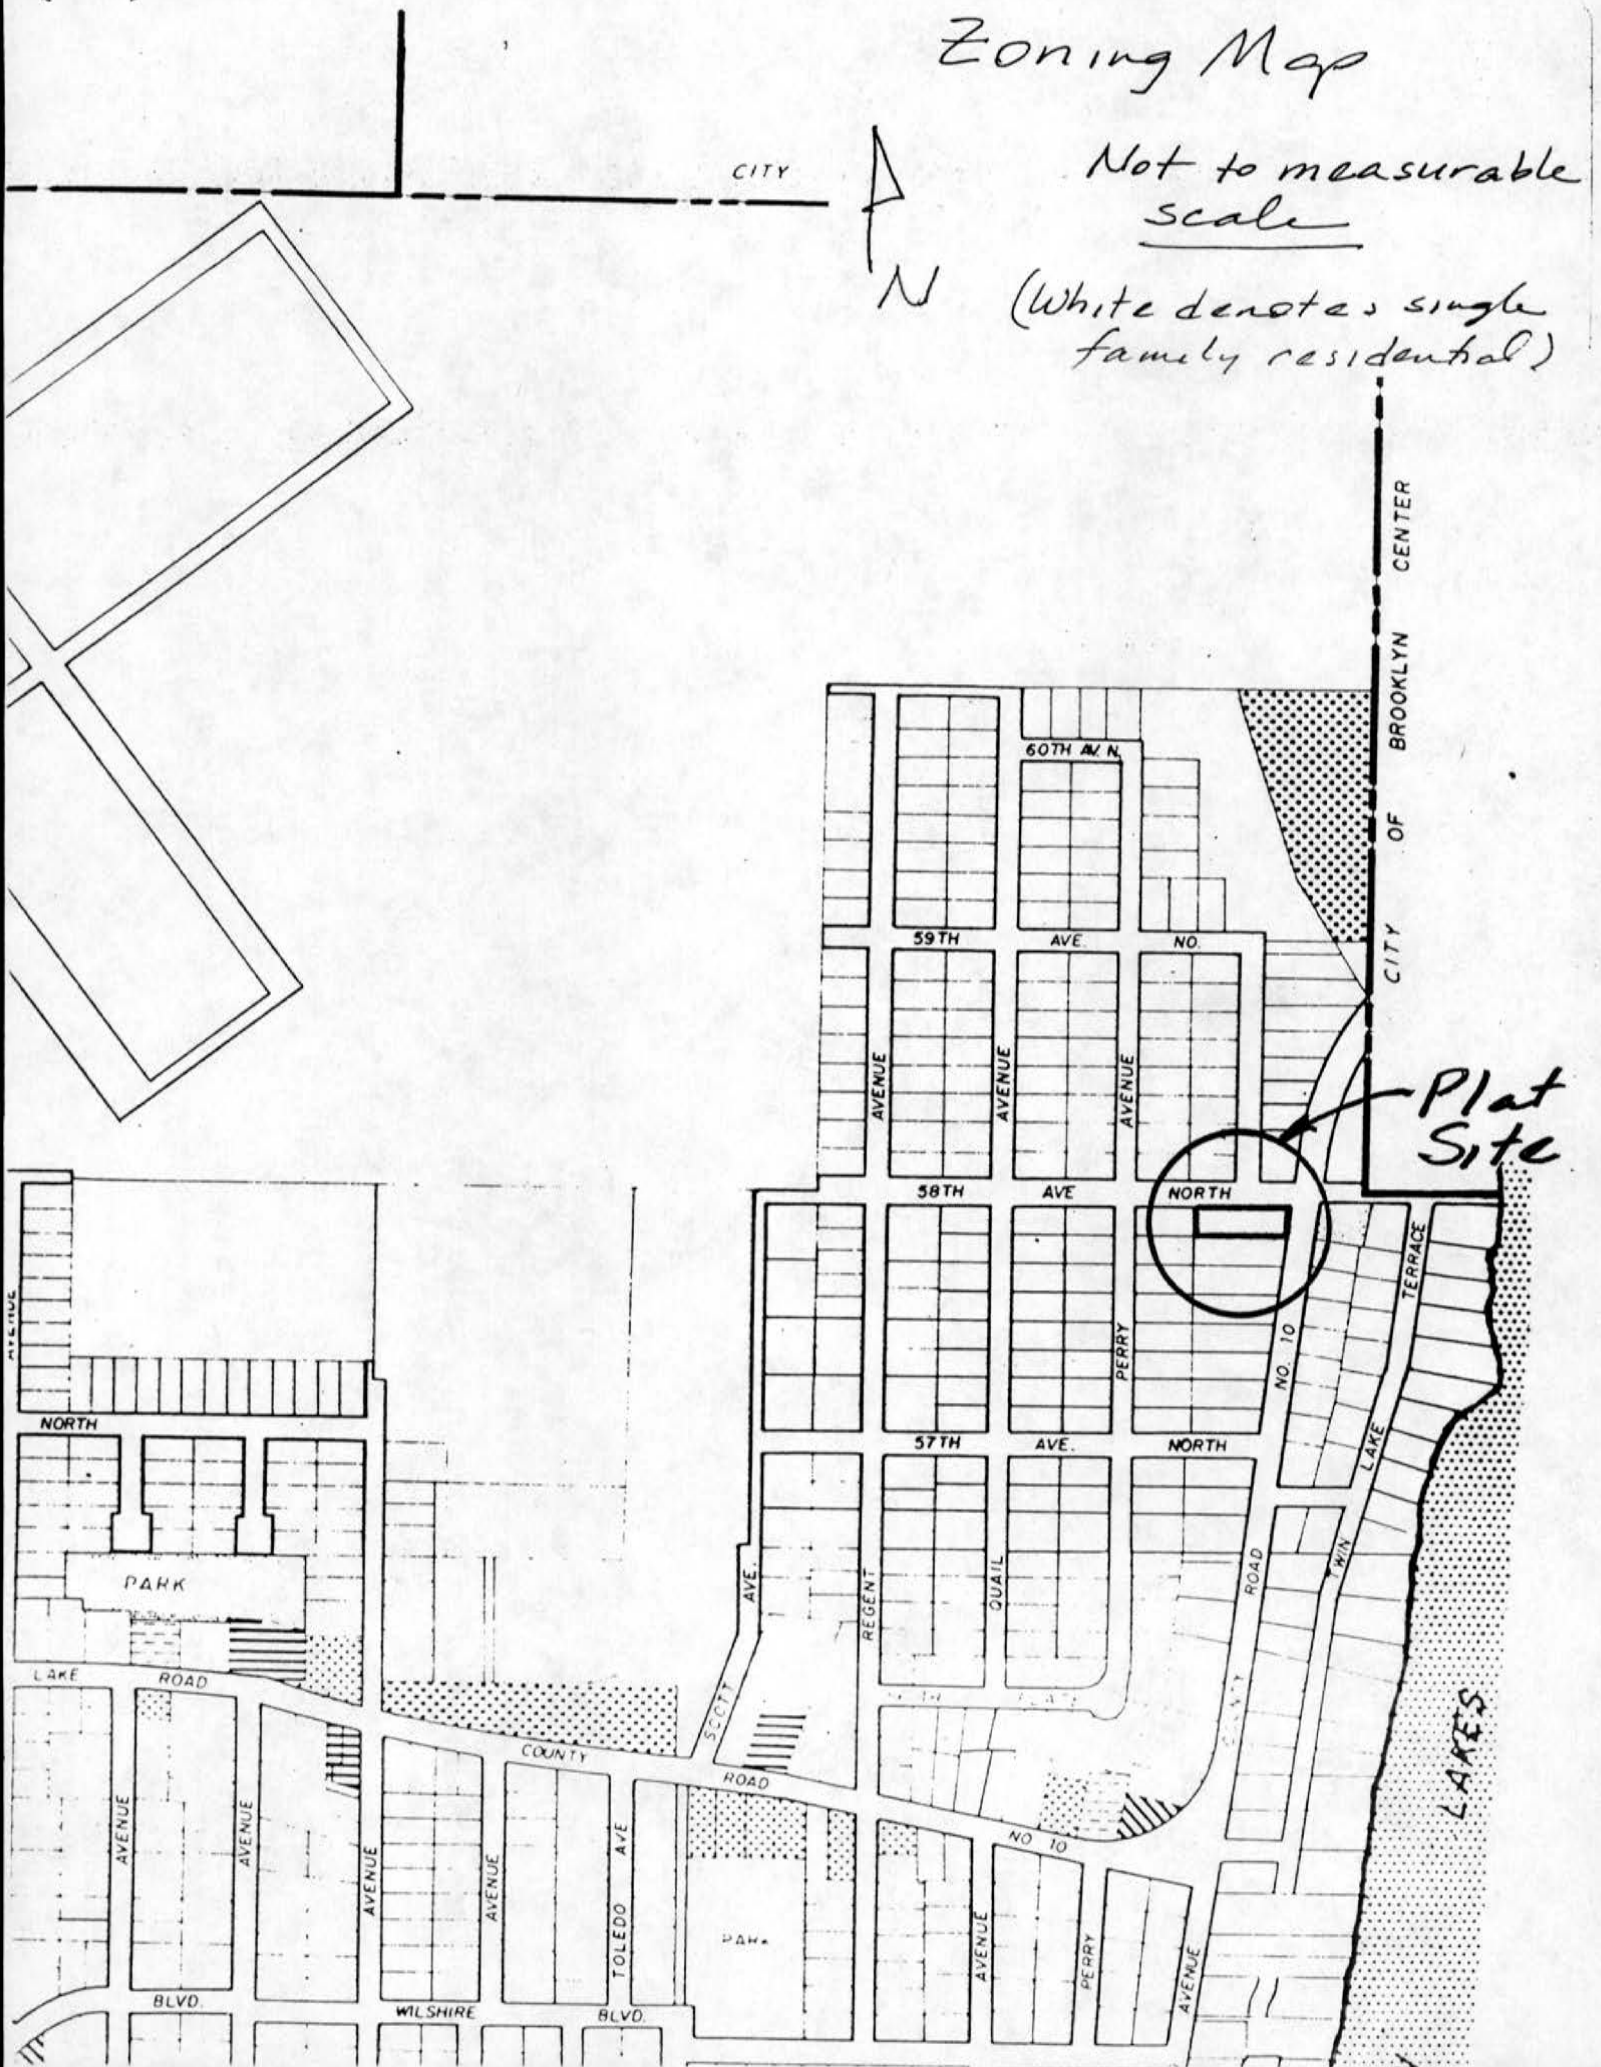 Zoning Map
Not to measurable
scale
(White denotes single
family residential)
N
CITY
CITY OF BROOKLYN CENTER
60TH AV. N.
59TH AVE. NO.
AVENUE
AVENUE
AVENUE
Plat
Site
58TH AVE NORTH
TERRACE
LAKE
TWIN
PERRY
NO. 10
ROAD
COUNTY
AVENUE
NORTH
57TH AVE. NORTH
AVE.
SCOTT
REGENT
QUAIL
PARK
LAKE ROAD
COUNTY
ROAD
NO 10
LAKES
AVENUE
AVENUE
AVENUE
AVENUE
TOLEDO AVE
PARK
AVENUE
PERRY
AVENUE
BLVD.
WILSHIRE
BLVD.